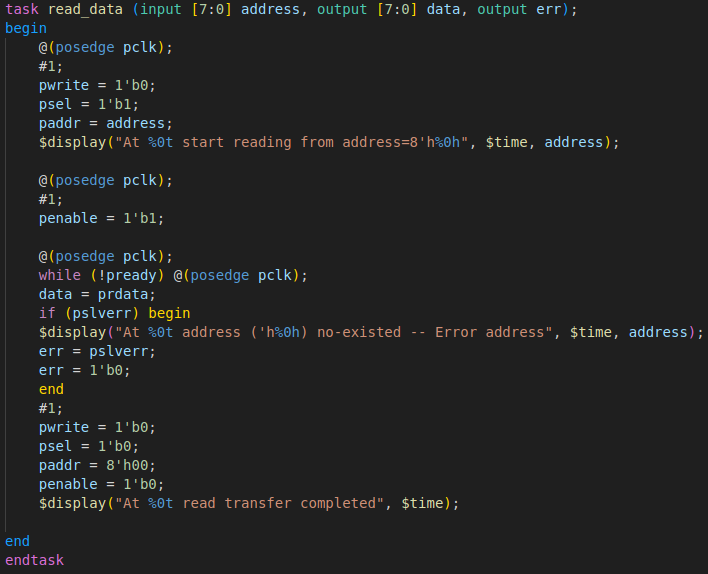 task read_data (input [7:0] address, output [7:0] data, output err);
begin
    @(posedge pclk);
    #1;
    pwrite = 1'b0;
    psel = 1'b1;
    paddr = address;
    $display("At %0t start reading from address=8'h%0h", $time, address);

    @(posedge pclk);
    #1;
    penable = 1'b1;

    @(posedge pclk);
    while (!pready) @(posedge pclk);
    data = prdata;
    if (pslverr) begin
    $display("At %0t address ('h%0h) no-existed -- Error address", $time, address);
    err = pslverr;
    err = 1'b0;
    end
    #1;
    pwrite = 1'b0;
    psel = 1'b0;
    paddr = 8'h00;
    penable = 1'b0;
    $display("At %0t read transfer completed", $time);

end
endtask